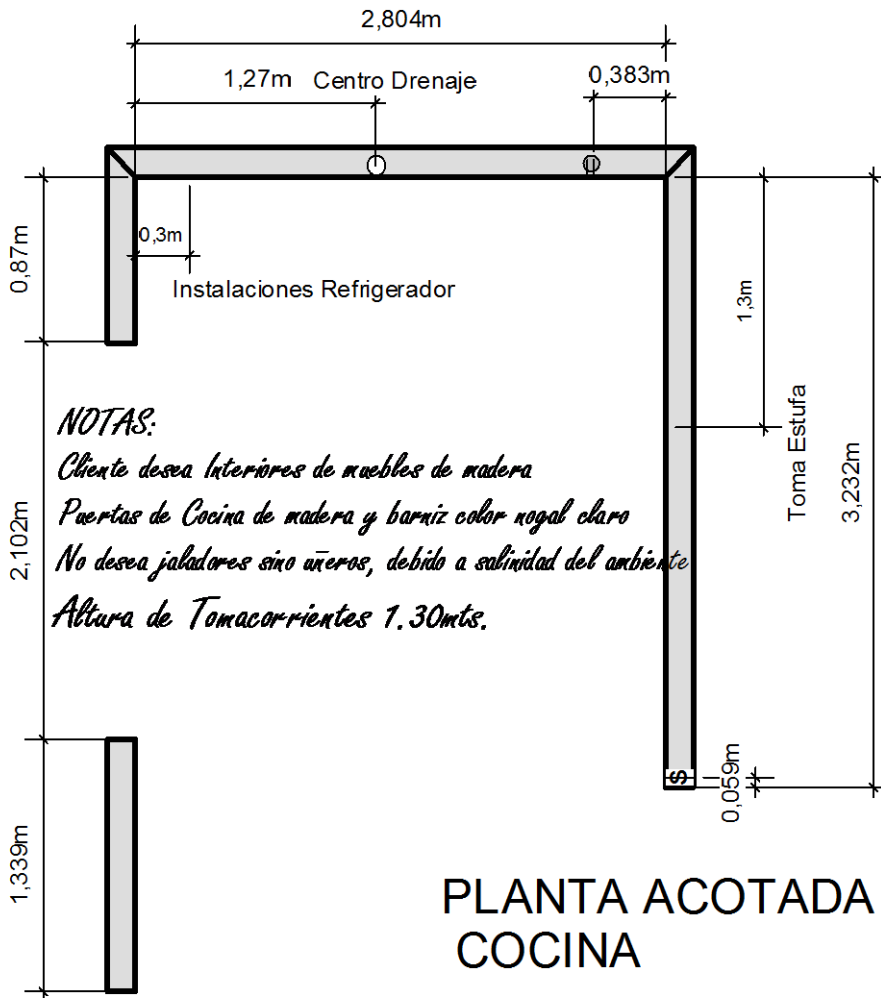 2,804m
1,27m Centro Drenaje
0,383m
0,87m
0,3m
Instalaciones Refrigerador
1,3m
Toma Estufa
3,232m
NOTAS:
Cliente desea Interiores de muebles de madera
Puertas de Cocina de madera y barniz color nogal claro
No desea jaladores sino uñeros, debido a salinidad del ambiente
Altura de Tomacorrientes 1.30mts.
2,102m
S
0,059m
1,339m
PLANTA ACOTADA
COCINA